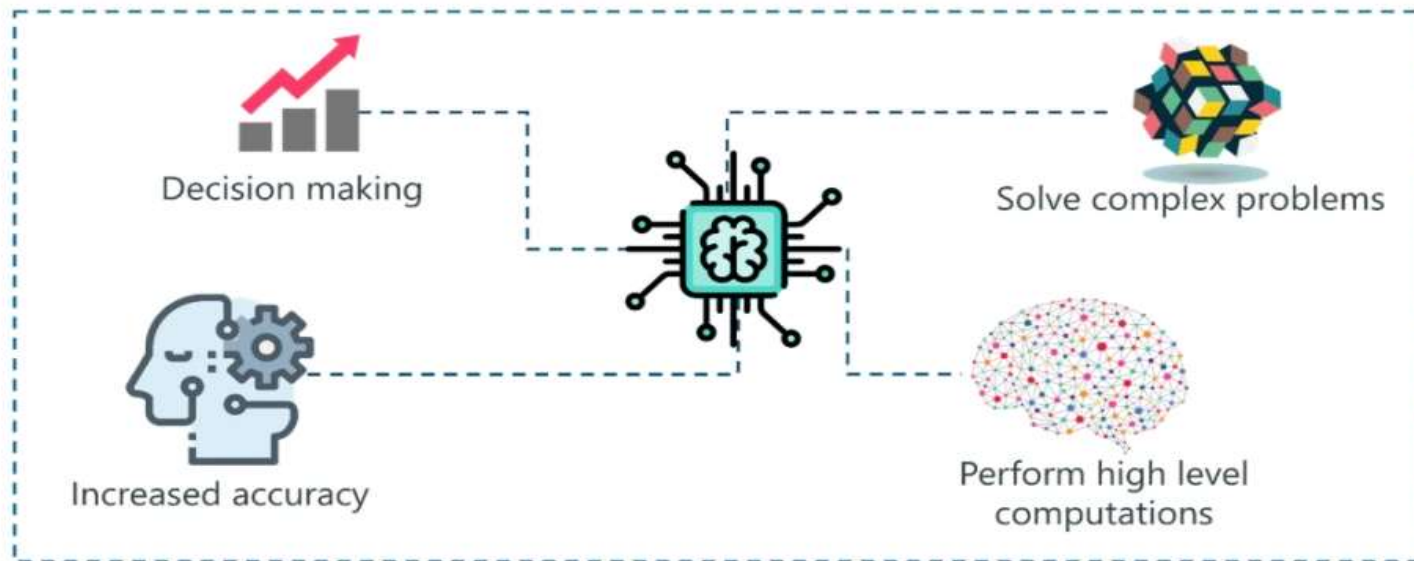 Decision making
Solve complex problems
Increased accuracy
Perform high level
computations